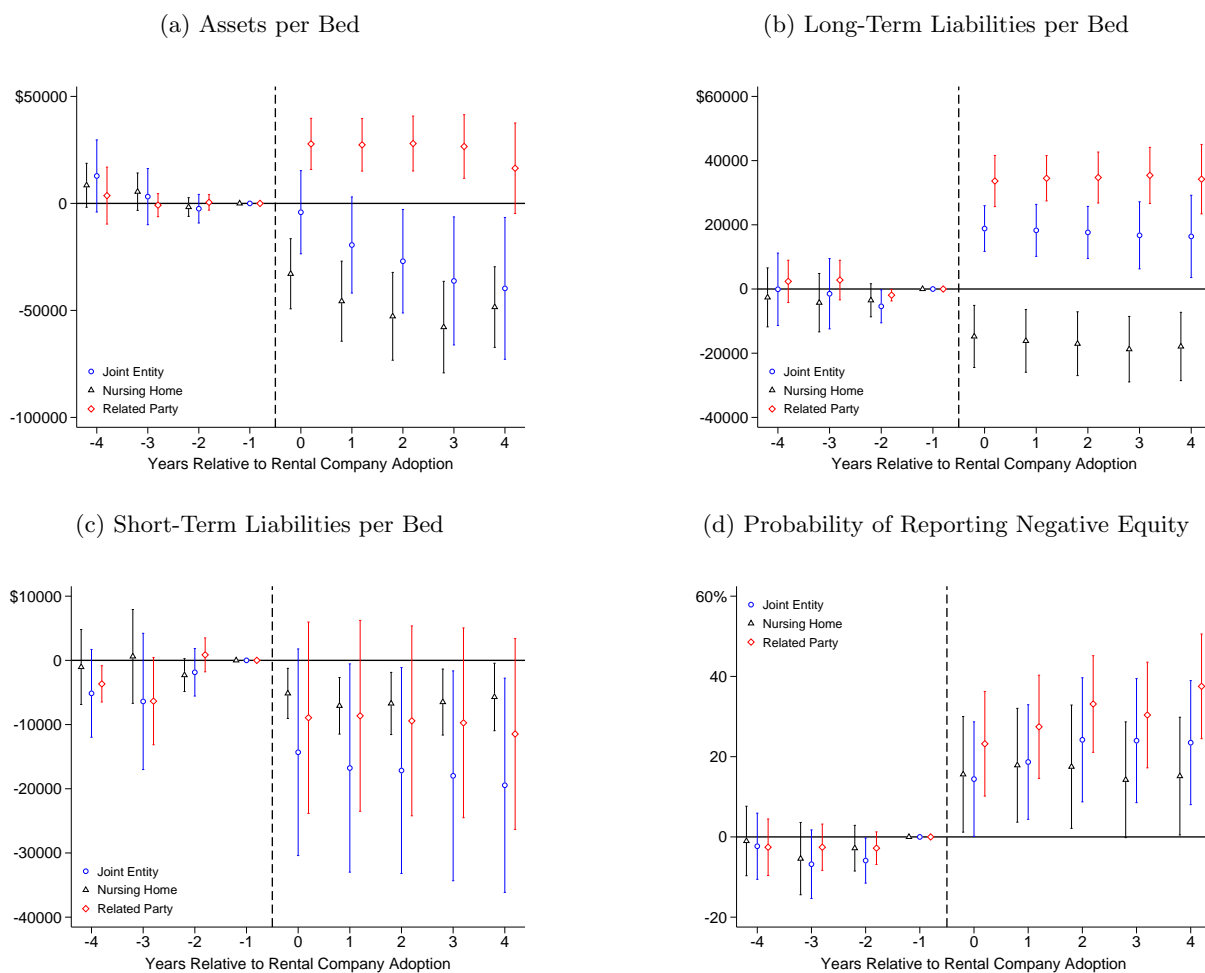 (a) Assets per Bed
$50000
0
-50000
-100000
Joint Entity
Nursing Home
Related Party
-4 -3 -2 -1 0 1 2 3 4
Years Relative to Rental Company Adoption
(b) Long-Term Liabilities per Bed
$60000
40000
20000
0
-20000
-40000
Joint Entity
Nursing Home
Related Party
-4 -3 -2 -1 0 1 2 3 4
Years Relative to Rental Company Adoption
(c) Short-Term Liabilities per Bed
$10000
0
-10000
-20000
-30000
-40000
Joint Entity
Nursing Home
Related Party
-4 -3 -2 -1 0 1 2 3 4
Years Relative to Rental Company Adoption
(d) Probability of Reporting Negative Equity
60%
40
20
0
-20
Joint Entity
Nursing Home
Related Party
-4 -3 -2 -1 0 1 2 3 4
Years Relative to Rental Company Adoption